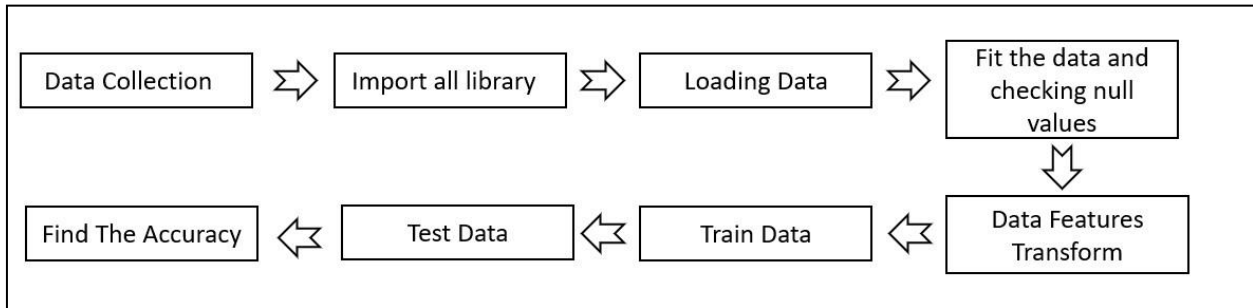 Data Collection
Import all library
Loading Data
Fit the data and
checking null
values
Data Features
Transform
Train Data
Test Data
Find The Accuracy